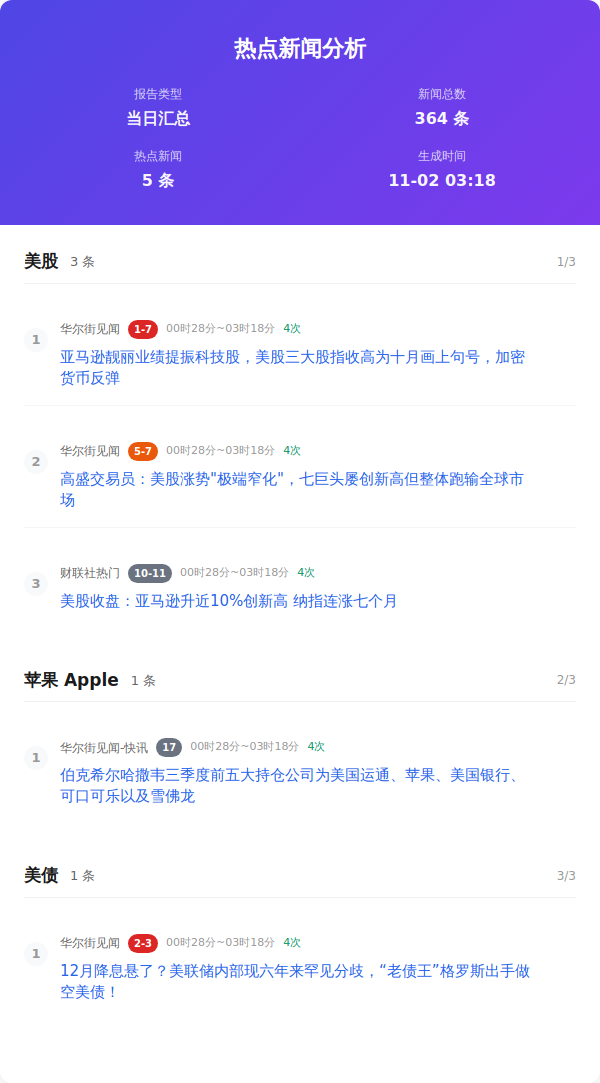 热点新闻分析
报告类型
新闻总数
当日汇总
364 条
热点新闻
生成时间
5 条
11-02 03:18
美股 3 条 1/3
1
华尔街见闻 1-7 00时28分~03时18分 4次
亚马逊靓丽业绩提振科技股，美股三大股指收高为十月画上句号，加密
货币反弹
2
华尔街见闻 5-7 00时28分~03时18分 4次
高盛交易员：美股涨势"极端窄化"，七巨头屡创新高但整体跑输全球市
场
3
财联社热门 10-11 00时28分~03时18分 4次
美股收盘：亚马逊升近10%创新高 纳指连涨七个月
苹果 Apple 1 条 2/3
1
华尔街见闻-快讯 17 00时28分~03时18分 4次
伯克希尔哈撒韦三季度前五大持仓公司为美国运通、苹果、美国银行、
可口可乐以及雪佛龙
美债 1 条 3/3
1
华尔街见闻 2-3 00时28分~03时18分 4次
12月降息悬了？美联储内部现六年来罕见分歧，“老债王”格罗斯出手做
空美债！